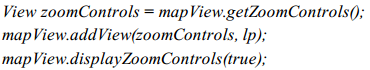 View zoomControls = mapView.getZoomControls();
mapView.addView(zoomControls, lp);
mapView.displayZoomControls(true);